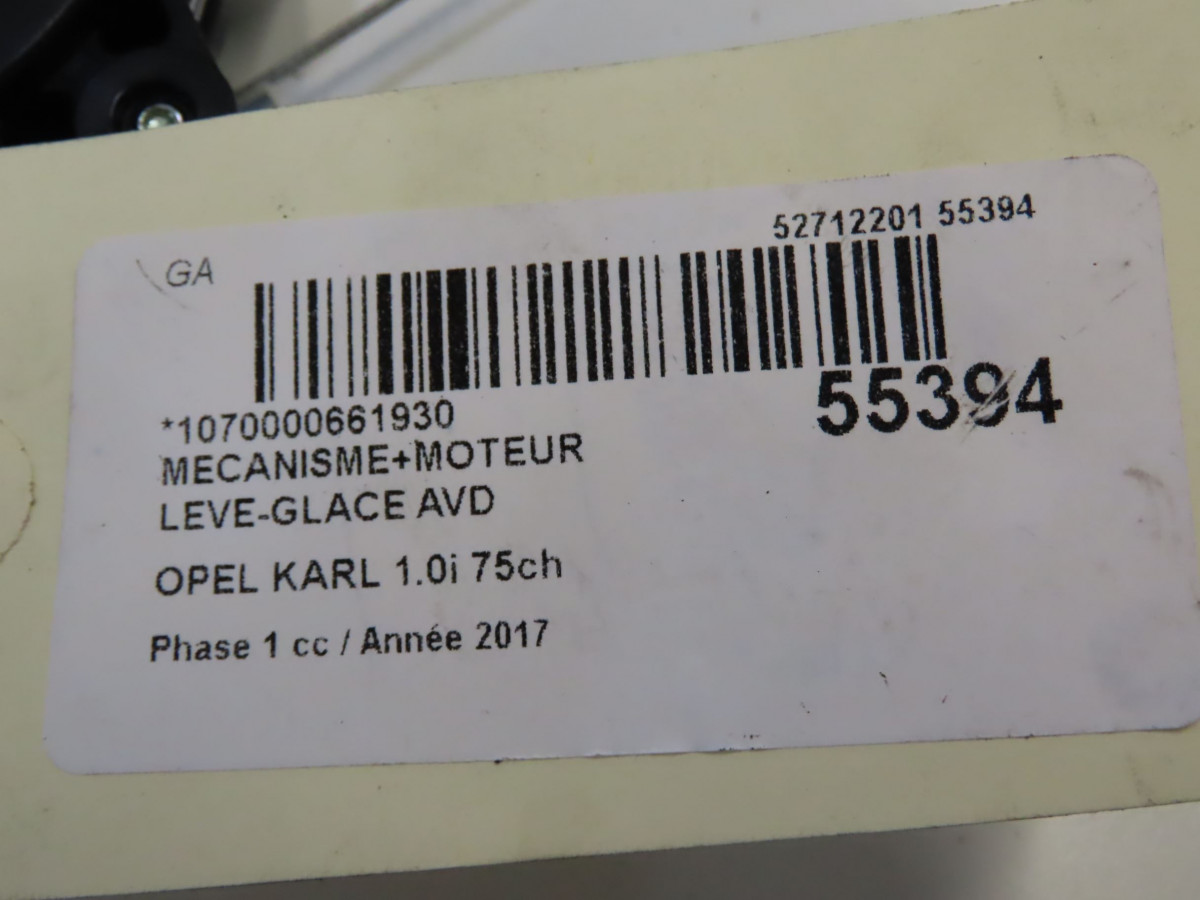 52712201 55394
GA
*1070000661930
55394
MECANISME+MOTEUR
LEVE-GLACE AVD
OPEL KARL 1.0i 75ch
Phase 1 cc / Année 2017